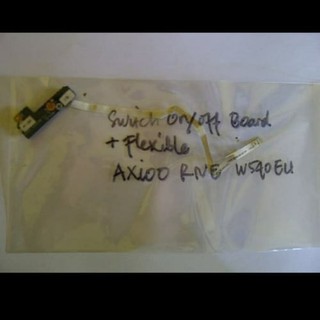 Switch on/off Board
+ Flexible
AXIOO RNE W590EU